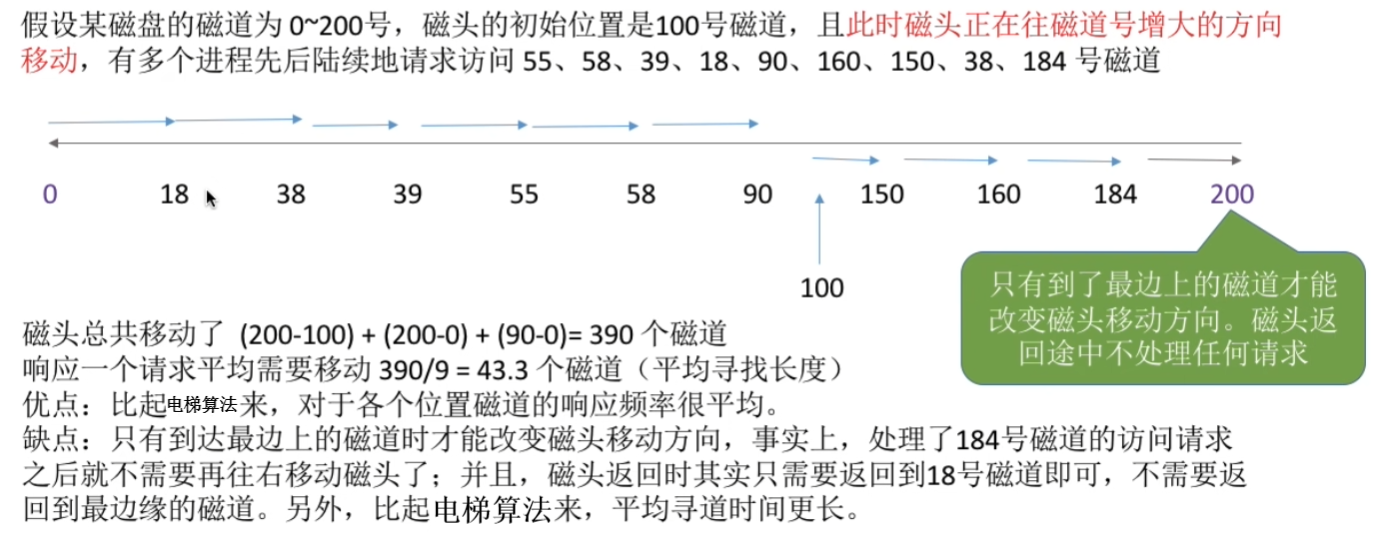 假设某磁盘的磁道为 0~200号，磁头的初始位置是100号磁道，且此时磁头正在往磁道号增大的方向
移动，有多个进程先后陆续地请求访问 55、58、39、18、90、160、150、38、184 号磁道
0 18 38 39 55 58 90 150 160 184 200
100
只有到了最边上的磁道才能
改变磁头移动方向。磁头返
回途中不处理任何请求
磁头总共移动了 (200-100) + (200-0) + (90-0)= 390 个磁道
响应一个请求平均需要移动 390/9 = 43.3 个磁道（平均寻找长度）
优点：比起电梯算法来，对于各个位置磁道的响应频率很平均。
缺点：只有到达最边上的磁道时才能改变磁头移动方向，事实上，处理了184号磁道的访问请求
之后就不需要再往右移动磁头了；并且，磁头返回时其实只需要返回到18号磁道即可，不需要返
回到最边缘的磁道。另外，比起电梯算法来，平均寻道时间更长。